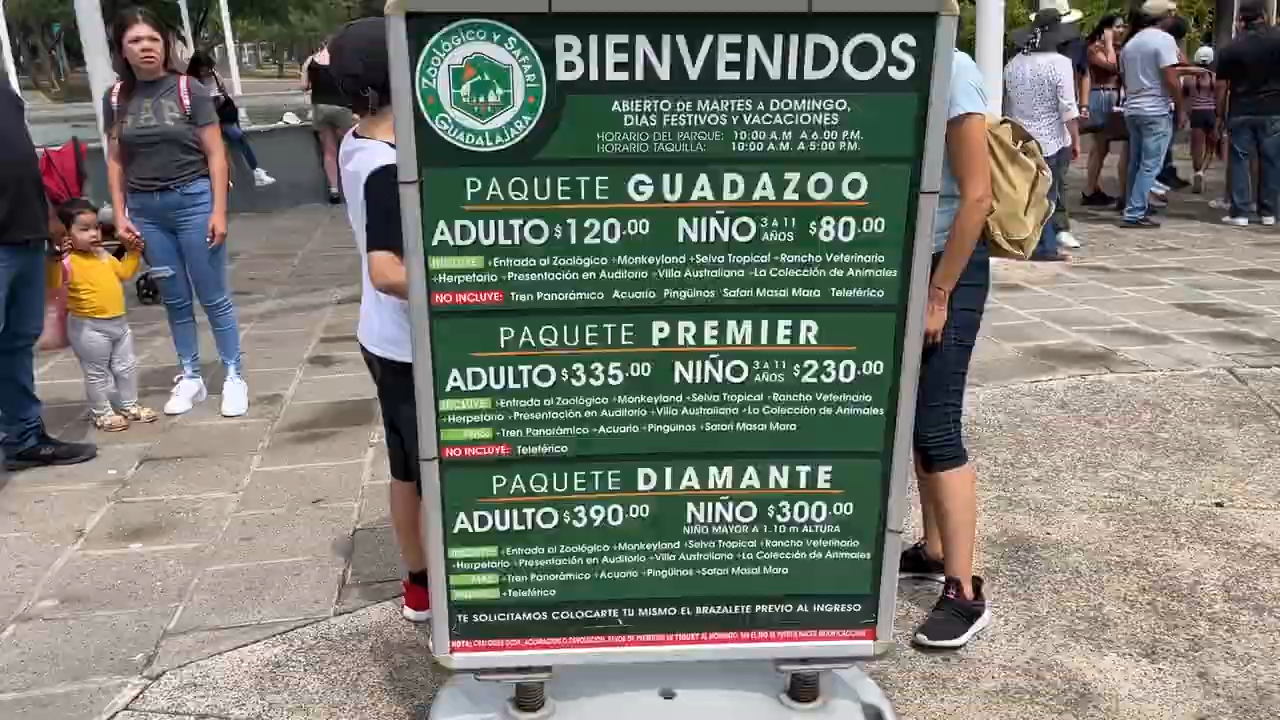 ZOOLÓGICO Y SAFARI
GUADALAJARA
BIENVENIDOS
ABIERTO DE MARTES A DOMINGO,
DÍAS FESTIVOS Y VACACIONES
HORARIO DEL PARQUE: 10:00 A.M A 6:00 P.M.
HORARIO TAQUILLA: 10:00 A.M. A 5:00 P.M.
PAQUETE GUADAZOO
ADULTO $120.00 NIÑO 3 A 11 AÑOS $80.00
INCLUYE: +Entrada al Zoológico +Monkeyland +Selva Tropical +Rancho Veterinario
+Herpetario +Presentación en Auditorio +Villa Australiana +La Colección de Animales
NO INCLUYE: Tren Panorámico Acuario Pingüinos Safari Masai Mara Teleférico
PAQUETE PREMIER
ADULTO $335.00 NIÑO 3 A 11 AÑOS $230.00
INCLUYE: +Entrada al Zoológico +Monkeyland +Selva Tropical +Rancho Veterinario
+Herpetario +Presentación en Auditorio +Villa Australiana +La Colección de Animales
+Tren Panorámico +Acuario +Pingüinos +Safari Masai Mara
NO INCLUYE: Teleférico
PAQUETE DIAMANTE
ADULTO $390.00 NIÑO $300.00
NIÑO MAYOR A 1.10 m ALTURA
INCLUYE: +Entrada al Zoológico +Monkeyland +Selva Tropical +Rancho Veterinario
+Herpetario +Presentación en Auditorio +Villa Australiana +La Colección de Animales
MÁS: +Tren Panorámico +Acuario +Pingüinos +Safari Masai Mara
+Teleférico
TE SOLICITAMOS COLOCARTE TU MISMO EL BRAZALETE PREVIO AL INGRESO
NOTA:
GAP